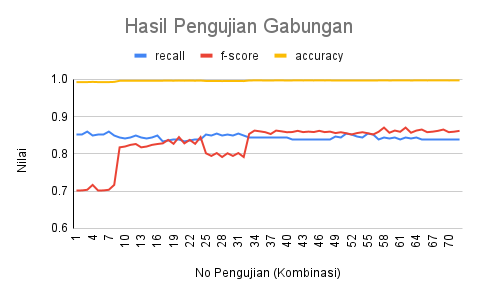 Hasil Pengujian Gabungan
recall f-score accuracy
1.0
0.9
0.8
0.7
0.6
Nilai
1 4 7 10 13 16 19 22 25 28 31 34 37 40 43 46 49 52 55 58 61 64 67 70
No Pengujian (Kombinasi)